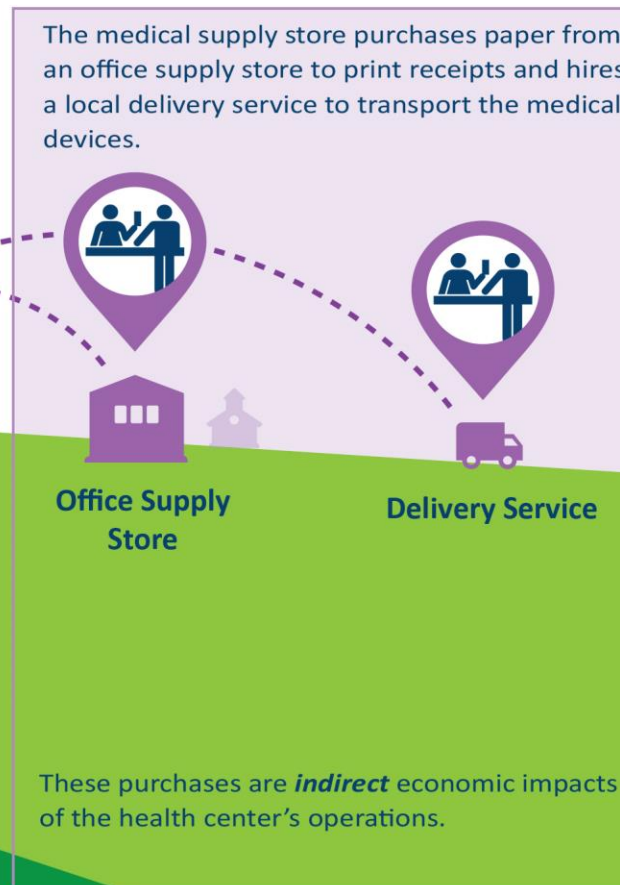 The medical supply store purchases paper from
an office supply store to print receipts and hires
a local delivery service to transport the medical
devices.
Office Supply
Store
Delivery Service
These purchases are indirect economic impacts
of the health center's operations.